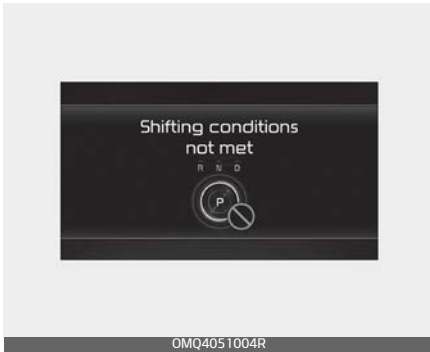 Shifting conditions
not met
R N D
P
OMQ4051004R